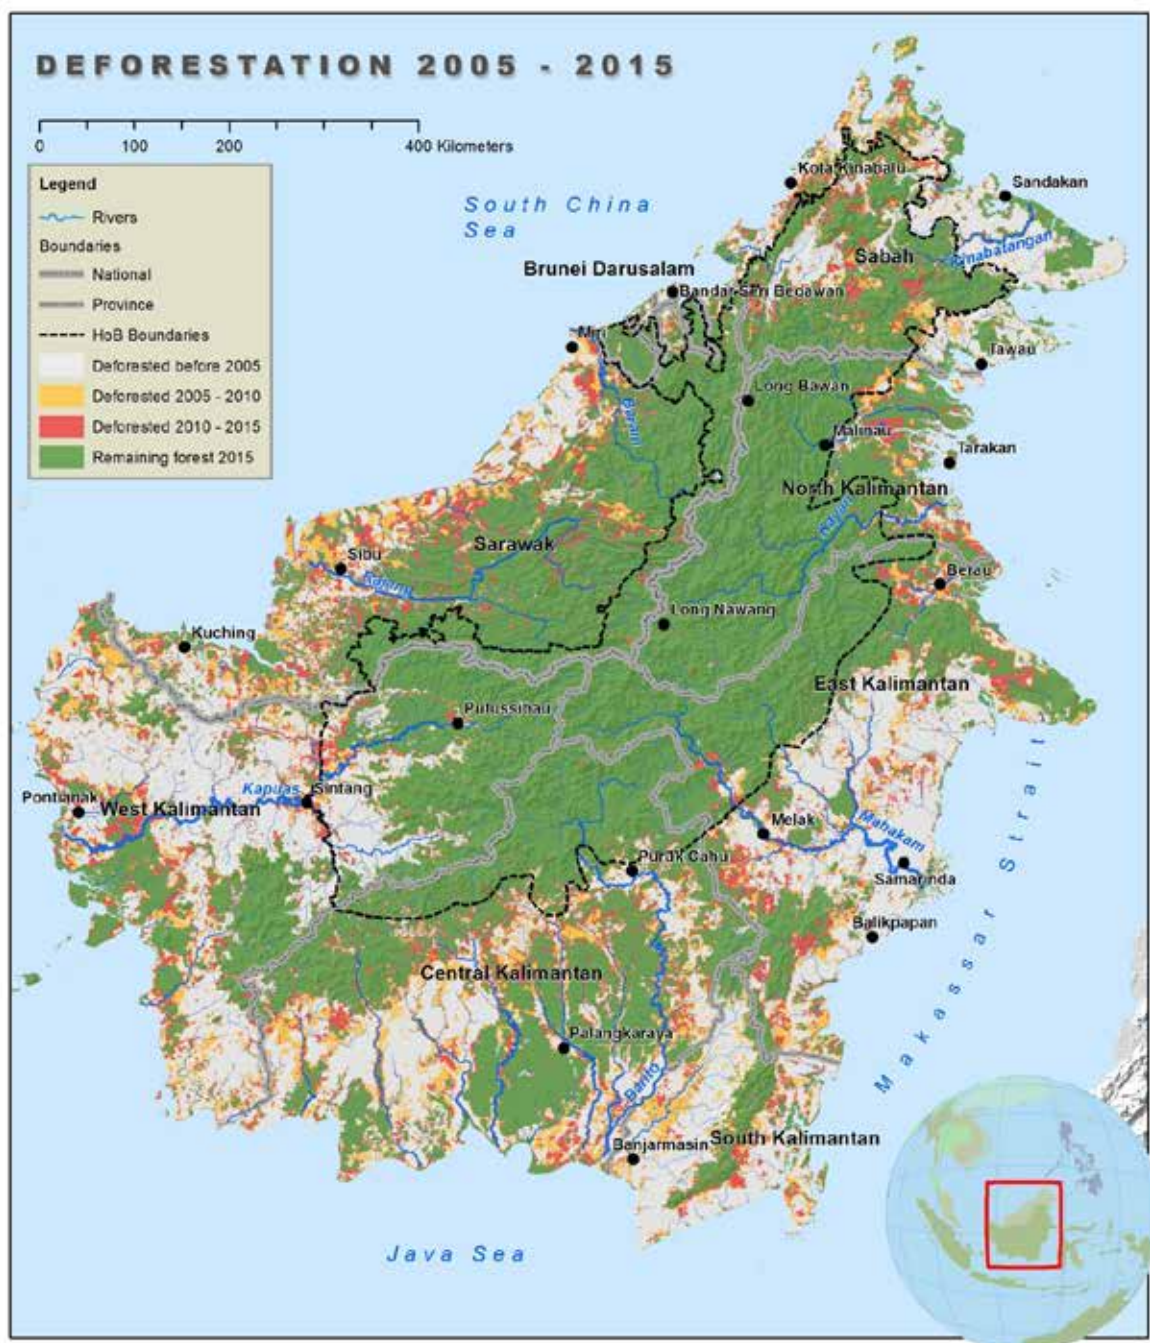 DEFORESTATION 2005 - 2015
0 100 200 400 Kilometers
Legend
Rivers
Boundaries
National
Province
HoB Boundaries
Deforested before 2005
Deforested 2005 - 2010
Deforested 2010 - 2015
Remaining forest 2015
South China
Sea
Kota Kinabalu
Sandakan
Kinabatangan
Sabah
Brunei Darusalam
Bandar Seri Begawan
Miri
Tawau
Long Bawan
Baram
Malinau
Tarakan
North Kalimantan
Kayan
Sarawak
Sibu
Rajang
Berau
Long Nawang
Kuching
East Kalimantan
Putussibau
Kapuas
Sintang
Pontianak
West Kalimantan
Melak
Mahakam
Puruk Cahu
Samarinda
Makassar Strait
Balikpapan
Central Kalimantan
Palangkaraya
Barito
Banjarmasin
South Kalimantan
Java Sea